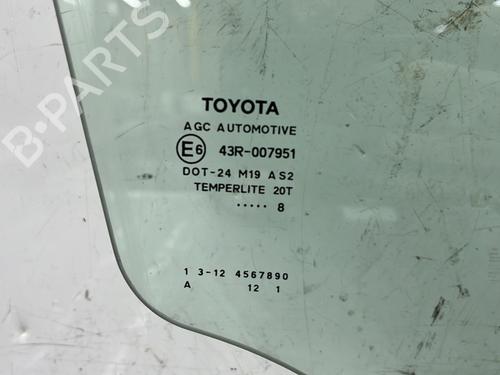 B-PARTS
TOYOTA
AGC AUTOMOTIVE
E6 43R-007951
DOT-24 M19 AS2
TEMPERLITE 20T
····· 8
1 3-12 4567890
A 12 1